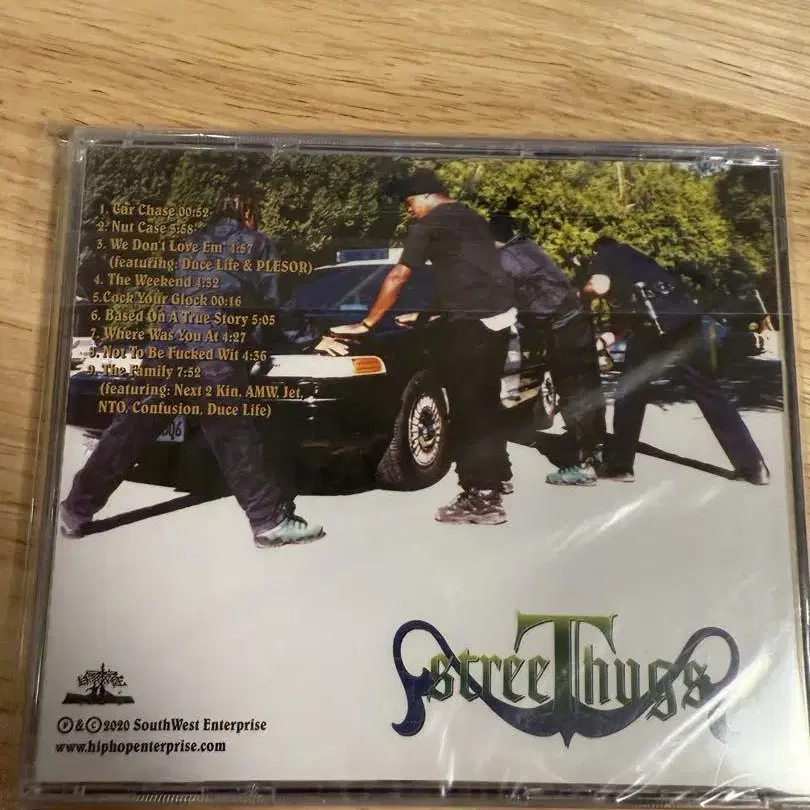 1. Car Chase 00:52
2. Nut Case 3:58
3. We Don't Love Em' 4:57
(featuring: Duce Life & PLESOR)
4. The Weekend 4:32
5.Cock Your Glock 00:16
6. Based On A True Story 5:05
7. Where Was You At 4:27
8. Not To Be Fucked Wit 4:36
9. The Family 7:52
(featuring: Next 2 Kin, AMW, Jet,
NTO, Confusion, Duce Life)
streeThugs
℗ & © 2020 SouthWest Enterprise
www.hiphopenterprise.com